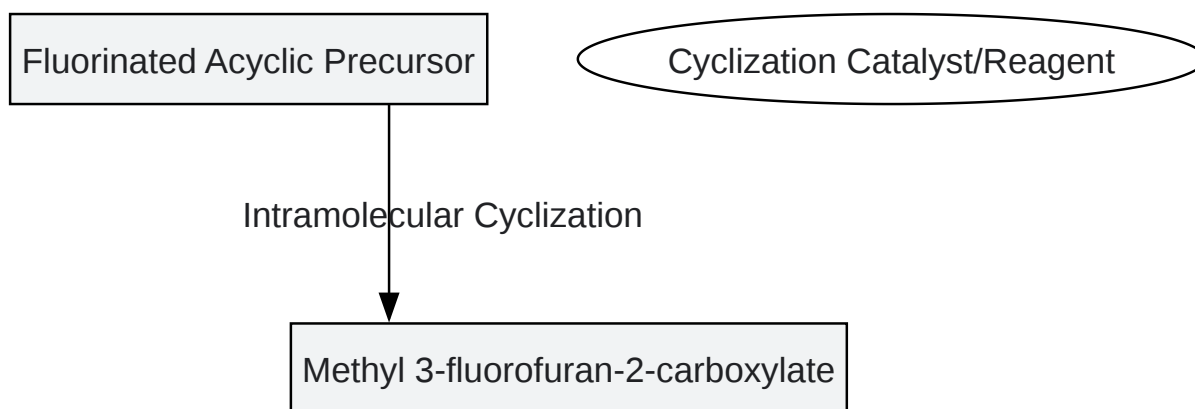 Fluorinated Acyclic Precursor
Cyclization Catalyst/Reagent
Intramolecular Cyclization
Methyl 3-fluorofuran-2-carboxylate